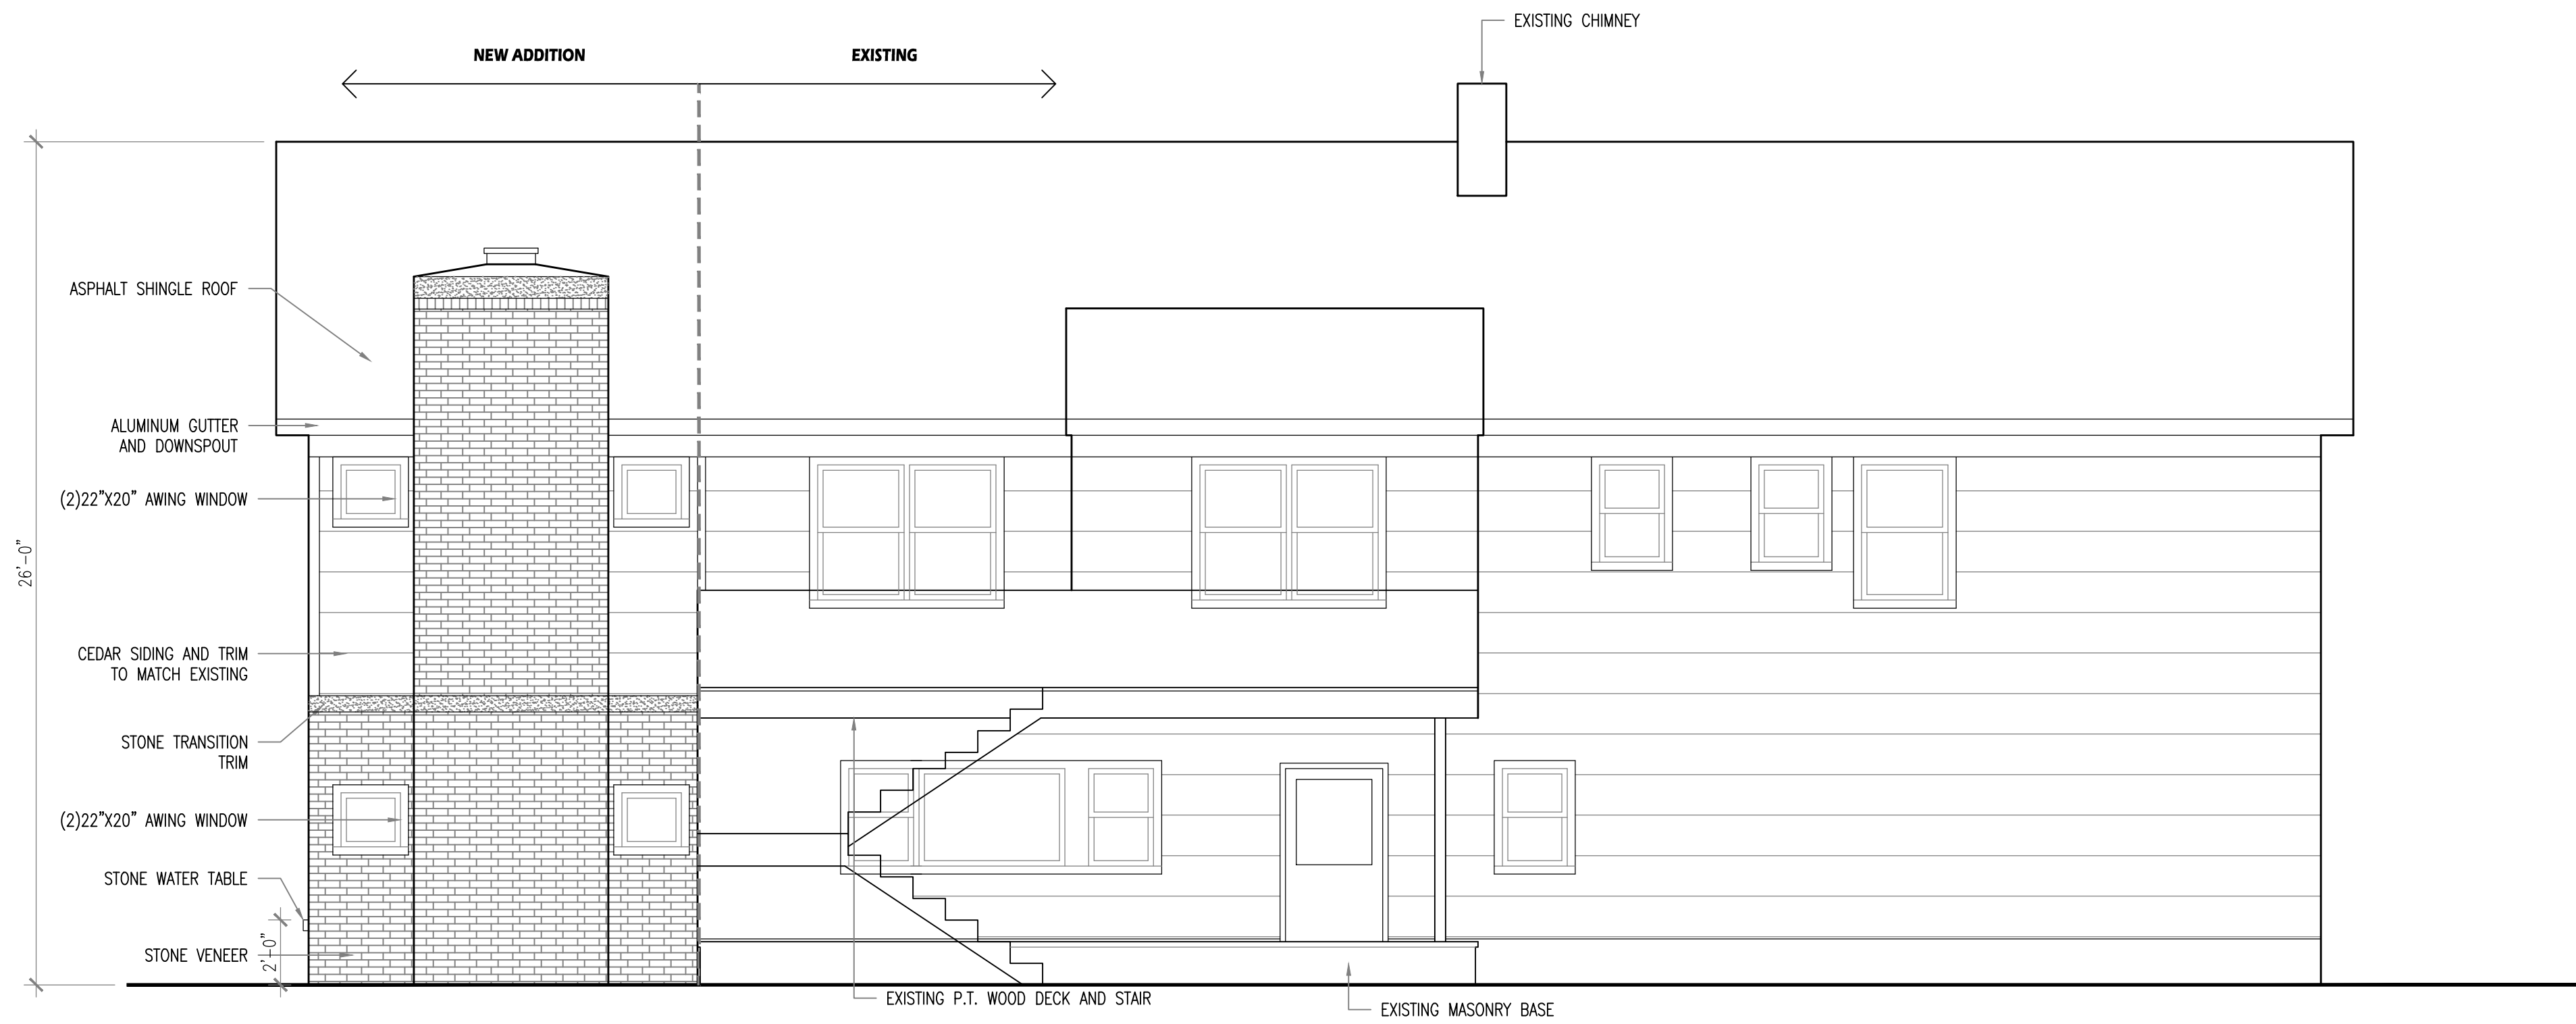 EXISTING CHIMNEY
NEW ADDITION
EXISTING
ASPHALT SHINGLE ROOF
ALUMINUM GUTTER
AND DOWNSPOUT
(2)22"X20" AWING WINDOW
26'-0"
CEDAR SIDING AND TRIM
TO MATCH EXISTING
STONE TRANSITION
TRIM
(2)22"X20" AWING WINDOW
STONE WATER TABLE
2'-0"
STONE VENEER
EXISTING P.T. WOOD DECK AND STAIR
EXISTING MASONRY BASE